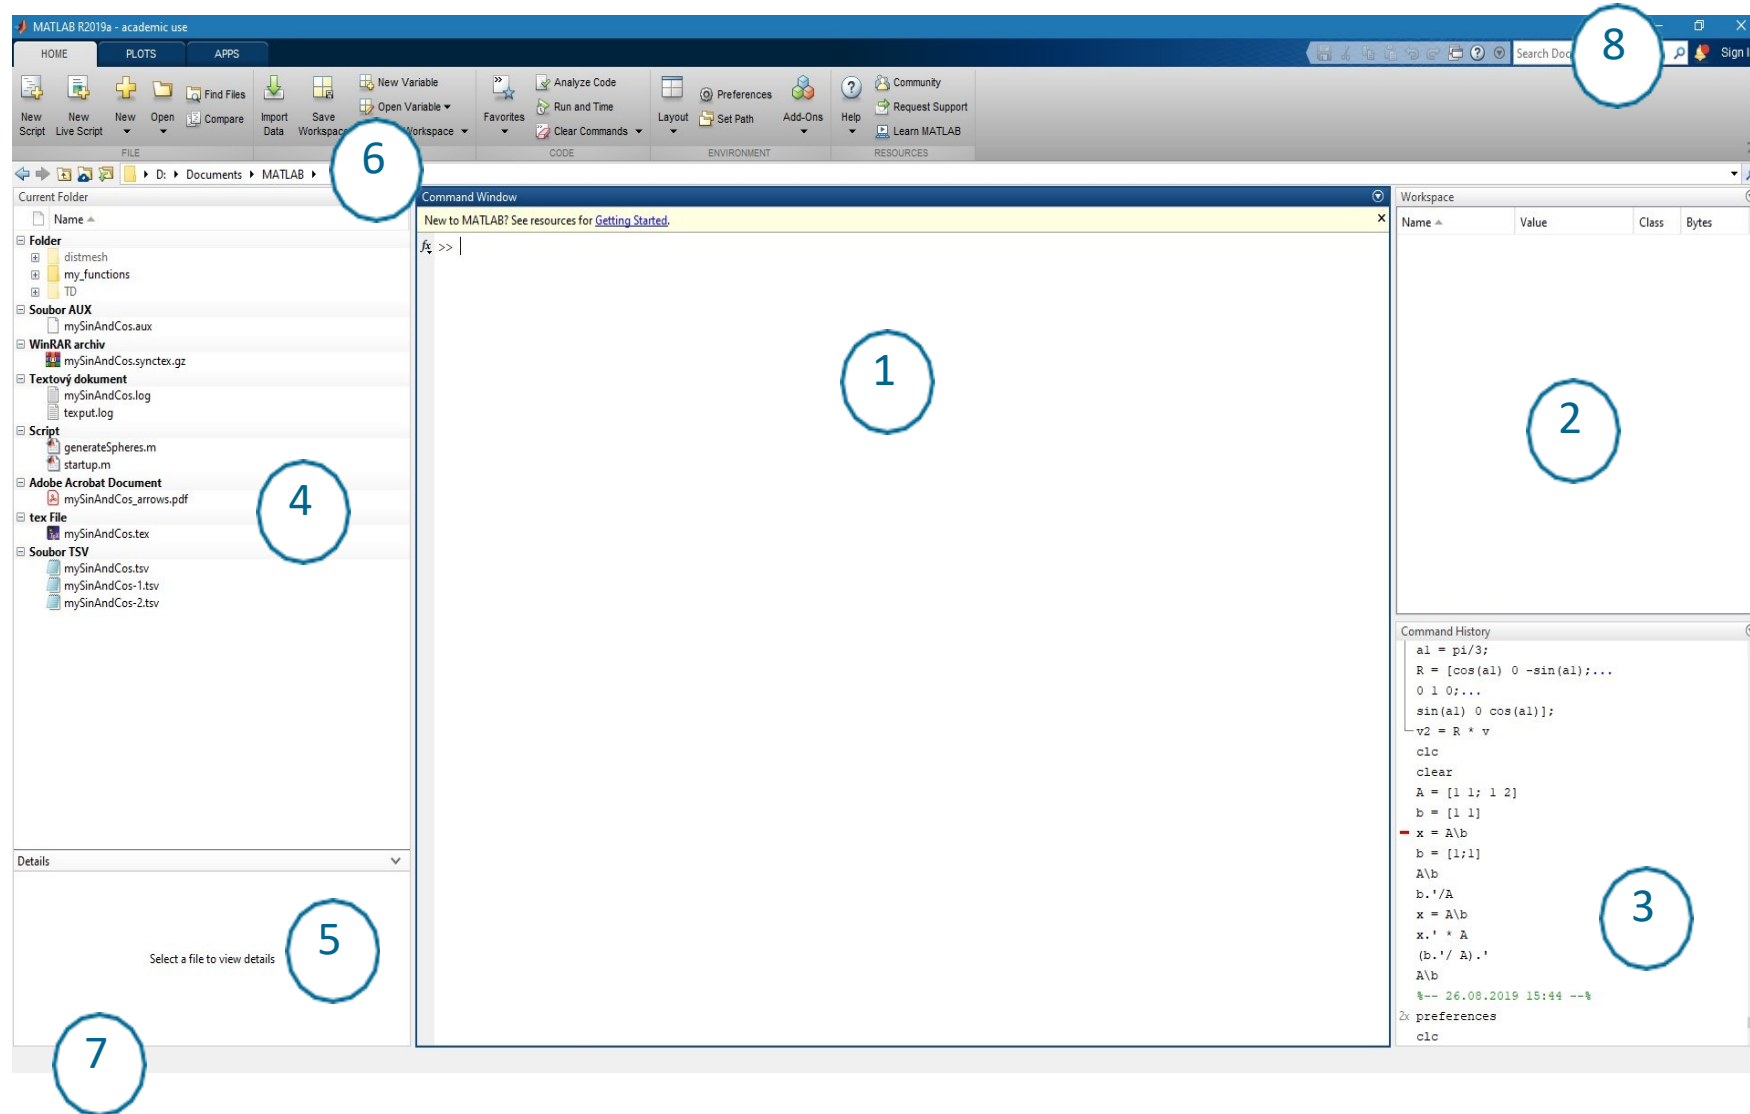 MATLAB R2019a - academic use
HOME PLOTS APPS
Search Doc
8
Sign I
New Script
New Live Script
New
Open
Find Files
Compare
Import Data
Save Workspace
New Variable
Open Variable
Workspace
Favorites
Analyze Code
Run and Time
Clear Commands
Layout
Preferences
Set Path
Add-Ons
Help
Community
Request Support
Learn MATLAB
FILE CODE ENVIRONMENT RESOURCES
6
D: Documents MATLAB
Current Folder
Name
Folder
distmesh
my_functions
TD
Soubor AUX
mySinAndCos.aux
WinRAR archiv
mySinAndCos.synctex.gz
Textový dokument
mySinAndCos.log
texput.log
Script
generateSpheres.m
startup.m
Adobe Acrobat Document
mySinAndCos_arrows.pdf
tex File
mySinAndCos.tex
Soubor TSV
mySinAndCos.tsv
mySinAndCos-1.tsv
mySinAndCos-2.tsv
4
Details
Select a file to view details
5
7
Command Window
New to MATLAB? See resources for Getting Started.
fx >>
1
Workspace
Name Value Class Bytes
2
Command History
a1 = pi/3;
R = [cos(a1) 0 -sin(a1);...
0 1 0;...
sin(a1) 0 cos(a1)];
v2 = R * v
clc
clear
A = [1 1; 1 2]
b = [1 1]
x = A\b
b = [1;1]
A\b
b.'/A
x = A\b
x.' * A
(b.'/ A).'
A\b
%-- 26.08.2019 15:44 --%
2x preferences
clc
3